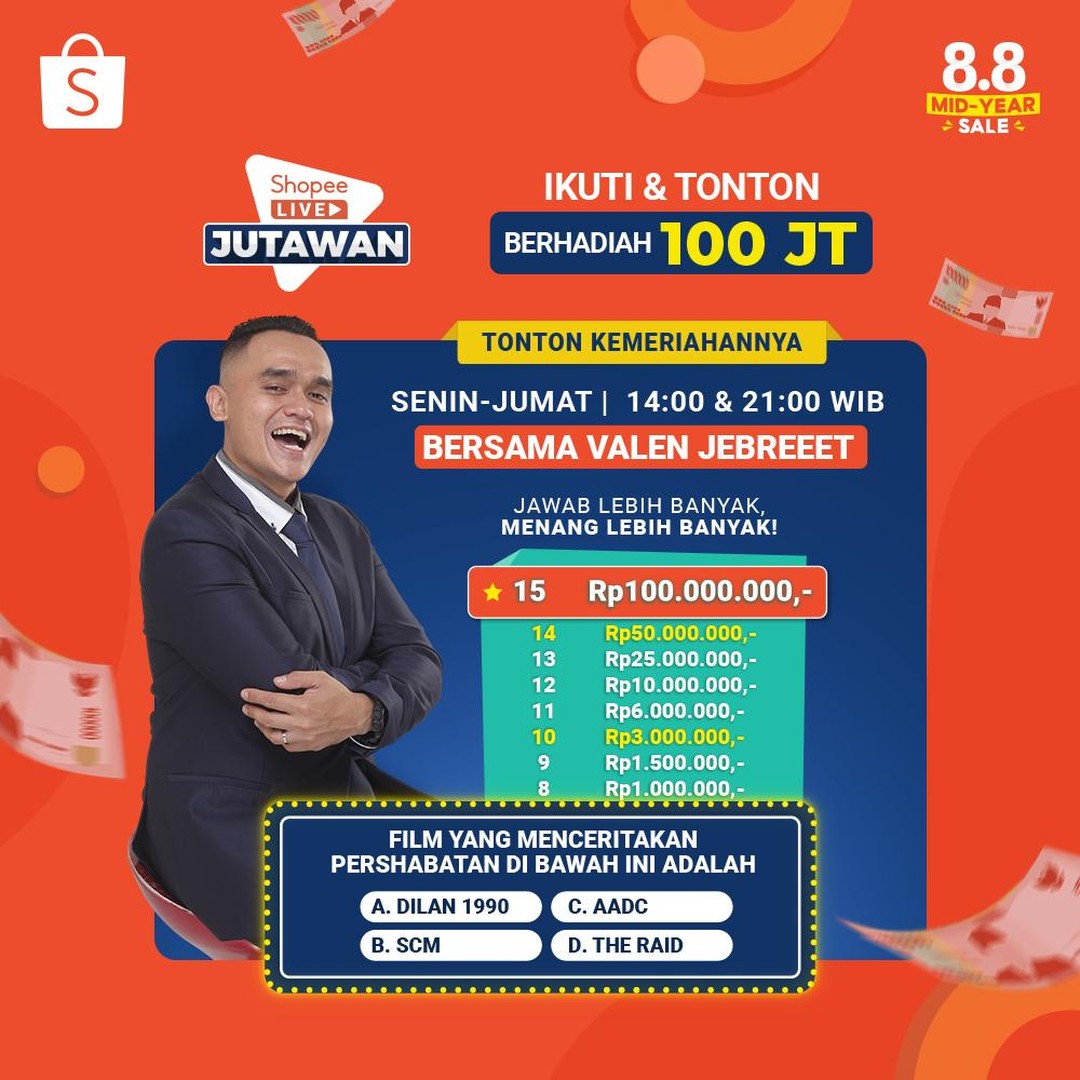 S
8.8
MID-YEAR
SALE
Shopee
LIVE
JUTAWAN
IKUTI & TONTON
BERHADIAH 100 JT
TONTON KEMERIAHANNYA
SENIN-JUMAT | 14:00 & 21:00 WIB
BERSAMA VALEN JEBREEET
JAWAB LEBIH BANYAK,
MENANG LEBIH BANYAK!
15 Rp100.000.000,-
14 Rp50.000.000,-
13 Rp25.000.000,-
12 Rp10.000.000,-
11 Rp6.000.000,-
10 Rp3.000.000,-
9 Rp1.500.000,-
8 Rp1.000.000,-
FILM YANG MENCERITAKAN
PERSHABATAN DI BAWAH INI ADALAH
A. DILAN 1990
C. AADC
B. SCM
D. THE RAID